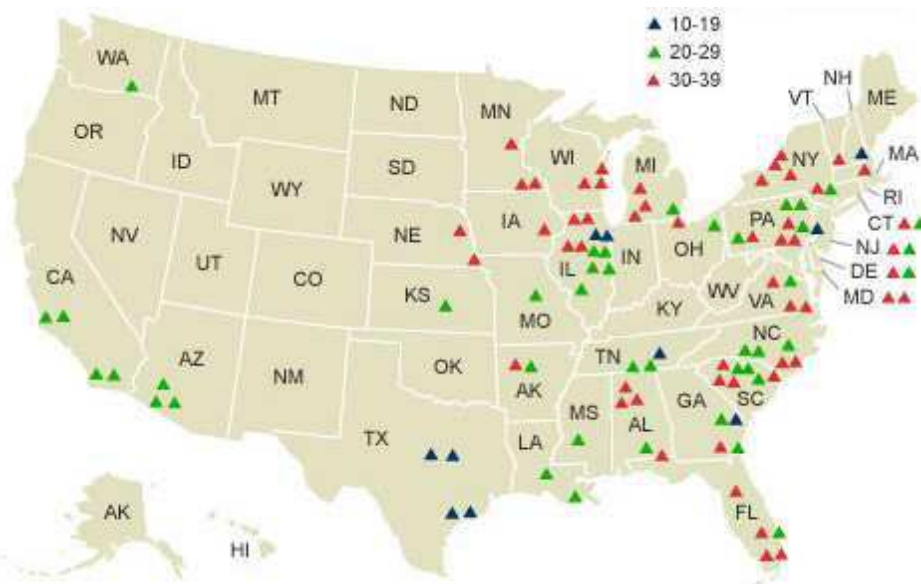 10-19
20-29
30-39
WA
MT
ND
MN
NH
VT
ME
OR
ID
SD
WI
MI
NY
MA
WY
RI
NV
NE
IA
PA
CT
CA
UT
CO
IL
IN
OH
NJ
DE
KS
MO
KY
WV
VA
MD
AZ
NM
OK
AK
TN
NC
SC
TX
LA
MS
AL
GA
AK
HI
FL